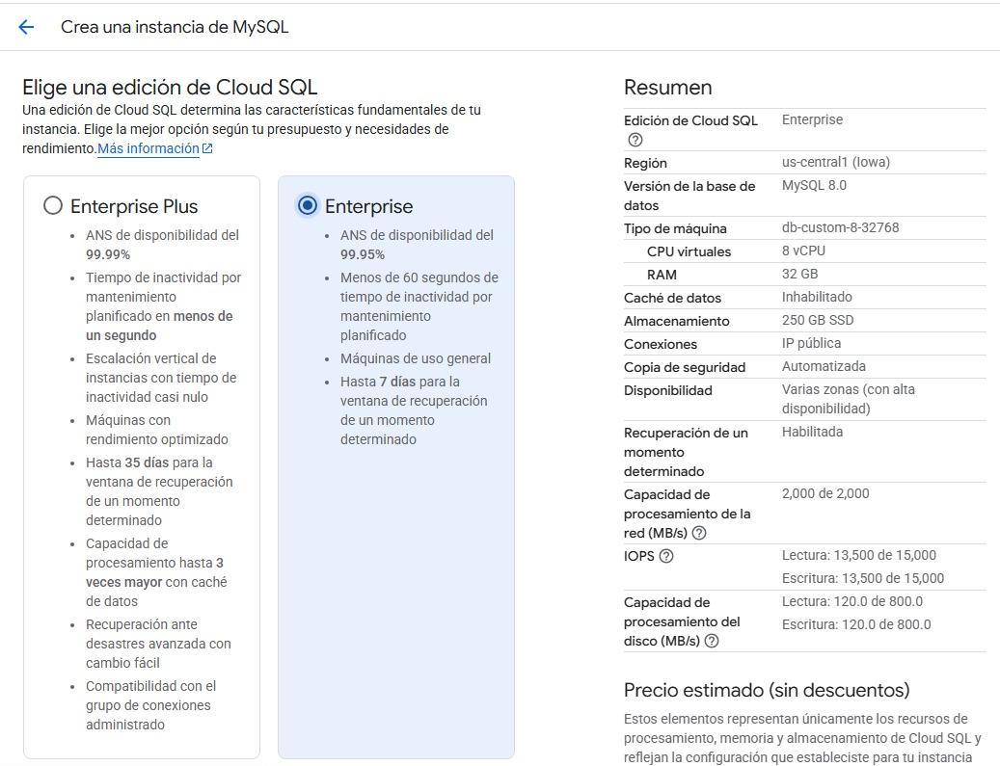 Crea una instancia de MySQL
Elige una edición de Cloud SQL
Una edición de Cloud SQL determina las características fundamentales de tu
instancia. Elige la mejor opción según tu presupuesto y necesidades de
rendimiento.Más información
Enterprise Plus
ANS de disponibilidad del
99.99%
Tiempo de inactividad por
mantenimiento
planificado en menos de
un segundo
Escalación vertical de
instancias con tiempo de
inactividad casi nulo
Máquinas con
rendimiento optimizado
Hasta 35 días para la
ventana de recuperación
de un momento
determinado
Capacidad de
procesamiento hasta 3
veces mayor con caché
de datos
Recuperación ante
desastres avanzada con
cambio fácil
Compatibilidad con el
grupo de conexiones
administrado
Enterprise
ANS de disponibilidad del
99.95%
Menos de 60 segundos de
tiempo de inactividad por
mantenimiento
planificado
Máquinas de uso general
Hasta 7 días para la
ventana de recuperación
de un momento
determinado
Resumen
Edición de Cloud SQL Enterprise
Región us-central1 (Iowa)
Versión de la base de MySQL 8.0
datos
Tipo de máquina db-custom-8-32768
CPU virtuales 8 vCPU
RAM 32 GB
Caché de datos Inhabilitado
Almacenamiento 250 GB SSD
Conexiones IP pública
Copia de seguridad Automatizada
Disponibilidad Varias zonas (con alta
disponibilidad)
Recuperación de un Habilitada
momento
determinado
Capacidad de 2,000 de 2,000
procesamiento de la
red (MB/s)
IOPS Lectura: 13,500 de 15,000
Escritura: 13,500 de 15,000
Capacidad de Lectura: 120.0 de 800.0
procesamiento del Escritura: 120.0 de 800.0
disco (MB/s)
Precio estimado (sin descuentos)
Estos elementos representan únicamente los recursos de
procesamiento, memoria y almacenamiento de Cloud SQL y
reflejan la configuración que estableciste para tu instancia